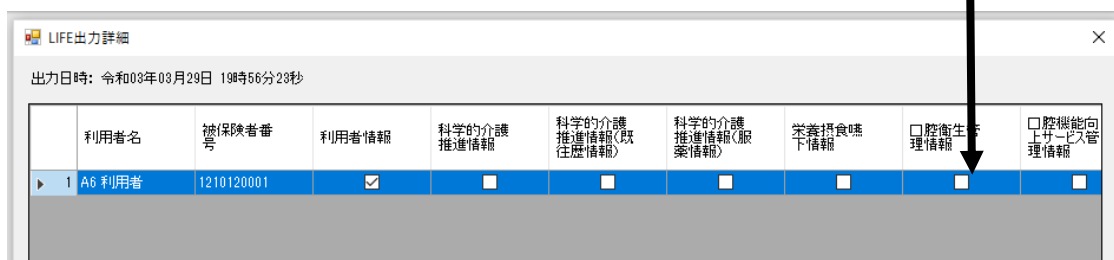 LIFE出力詳細
出力日時: 令和03年03月29日 19時56分23秒
利用者名
被保険者番
号
利用者情報
科学的介護
推進情報
科学的介護
推進情報(既
往歴情報)
科学的介護
推進情報(服
薬情報)
栄養摂食嚥
下情報
口腔衛生管
理情報
口腔機能向
上サービス管
理情報
1 A6 利用者 1210120001